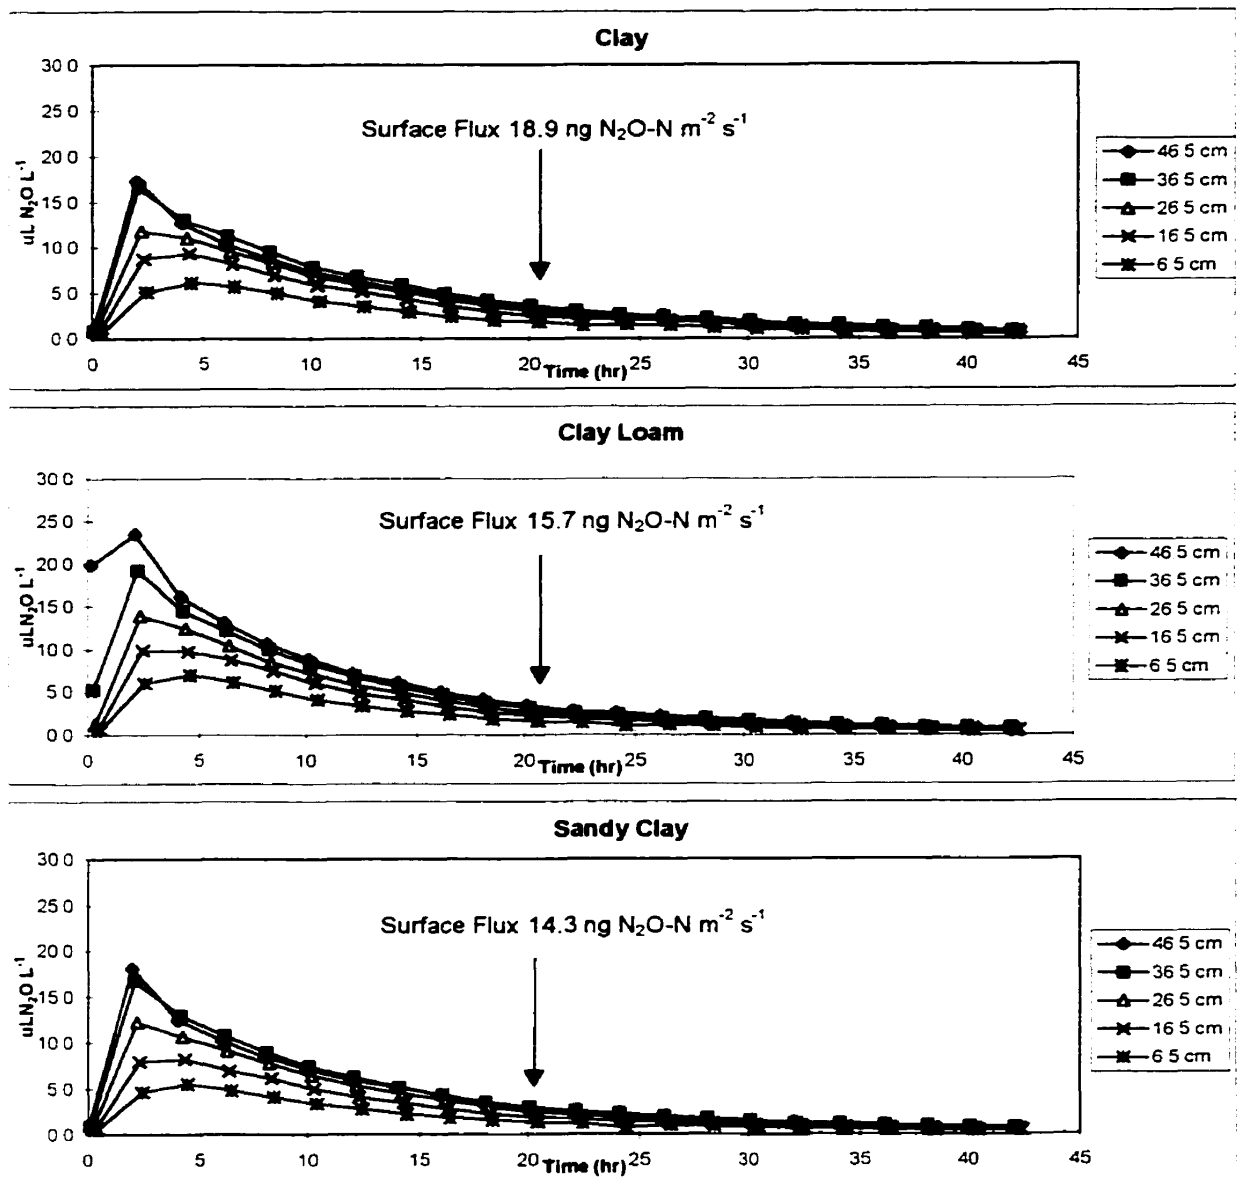 Clay
30 0
25 0
20 0
15 0
10 0
5 0
0 0
uL N₂O L⁻¹
Surface Flux 18.9 ng N₂O-N m⁻² s⁻¹
0 5 10 15 20 25 30 35 40 45
Time (hr)
46 5 cm
36 5 cm
26 5 cm
16 5 cm
6 5 cm
Clay Loam
30 0
25 0
20 0
15 0
10 0
5 0
0 0
uLN₂O L⁻¹
Surface Flux 15.7 ng N₂O-N m⁻² s⁻¹
0 5 10 15 20 25 30 35 40 45
Time (hr)
46 5 cm
36 5 cm
26 5 cm
16 5 cm
6 5 cm
Sandy Clay
30 0
25 0
20 0
15 0
10 0
5 0
0 0
uLN₂O L⁻¹
Surface Flux 14.3 ng N₂O-N m⁻² s⁻¹
0 5 10 15 20 25 30 35 40 45
Time (hr)
46 5 cm
36 5 cm
26 5 cm
16 5 cm
6 5 cm